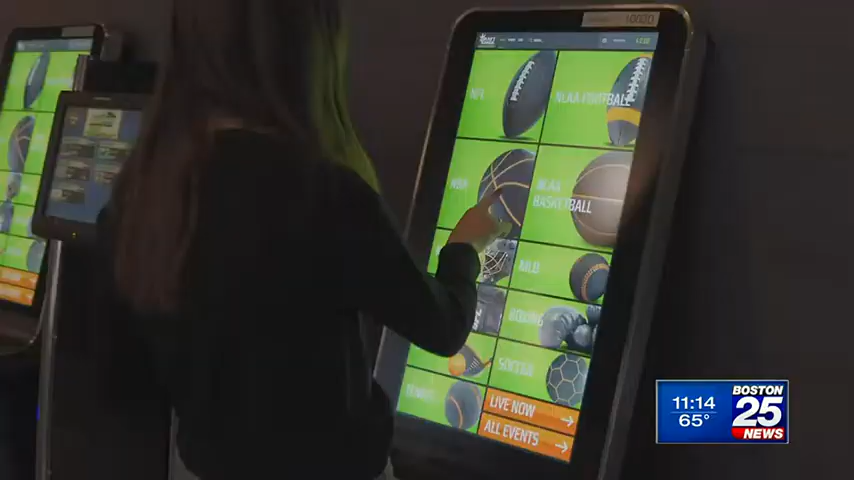 NFL
NCAA FOOTBALL
NBA
NCAA
BASKETBALL
MLB
BOXING
SOCCER
TENNIS
LIVE NOW
ALL EVENTS
11:14
65°
BOSTON
25
NEWS